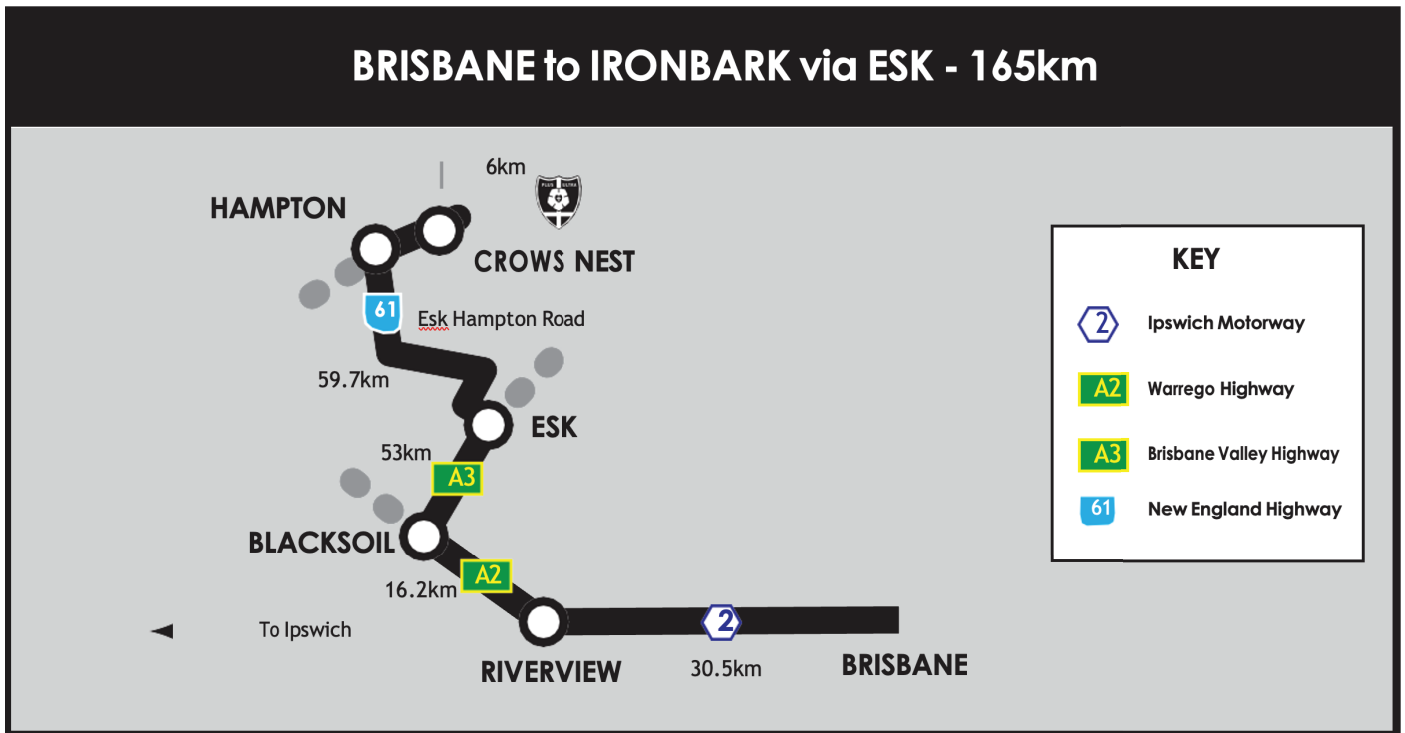 BRISBANE to IRONBARK via ESK - 165km
6km
PLUS ULTRA
HAMPTON
CROWS NEST
61
Esk Hampton Road
59.7km
ESK
53km
A3
BLACKSOIL
A2
16.2km
To Ipswich
2
RIVERVIEW
30.5km
BRISBANE
KEY
2 Ipswich Motorway
A2 Warrego Highway
A3 Brisbane Valley Highway
61 New England Highway